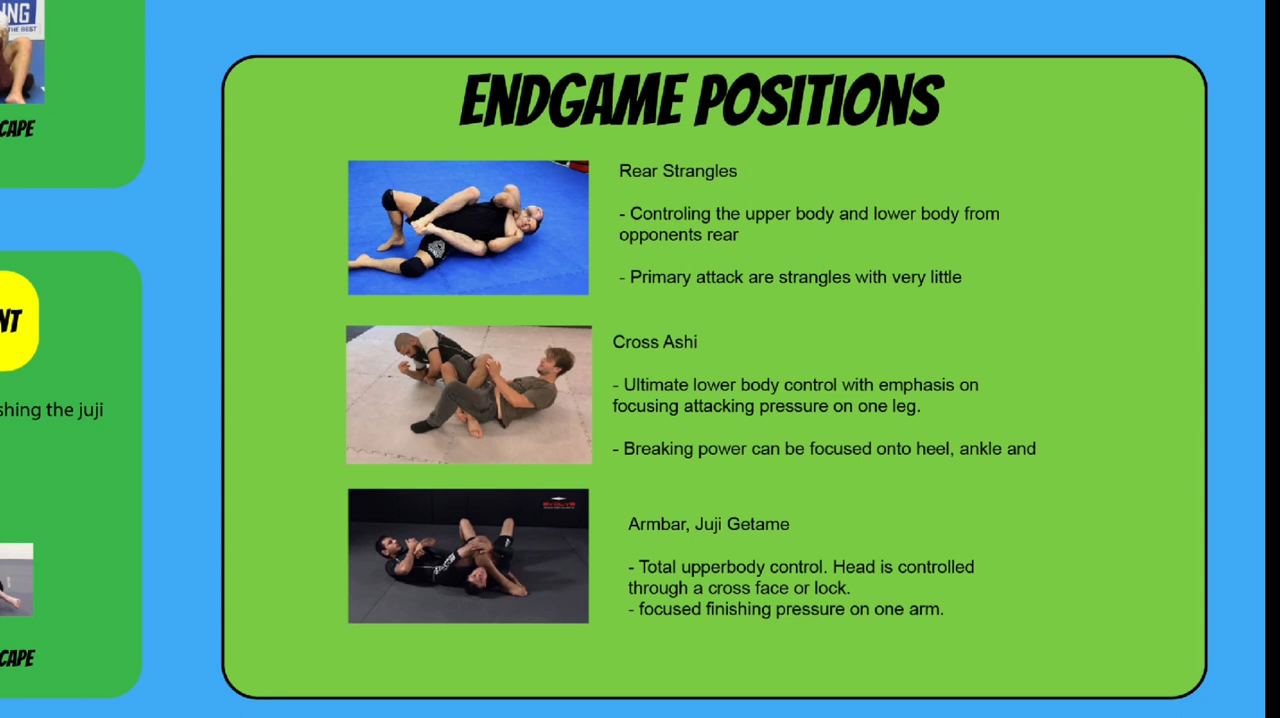 ING
THE BEST
CAPE
NT
shing the juji
CAPE
ENDGAME POSITIONS
Rear Strangles
- Controling the upper body and lower body from
opponents rear
- Primary attack are strangles with very little
Cross Ashi
- Ultimate lower body control with emphasis on
focusing attacking pressure on one leg.
- Breaking power can be focused onto heel, ankle and
Armbar, Juji Getame
- Total upperbody control. Head is controlled
through a cross face or lock.
- focused finishing pressure on one arm.